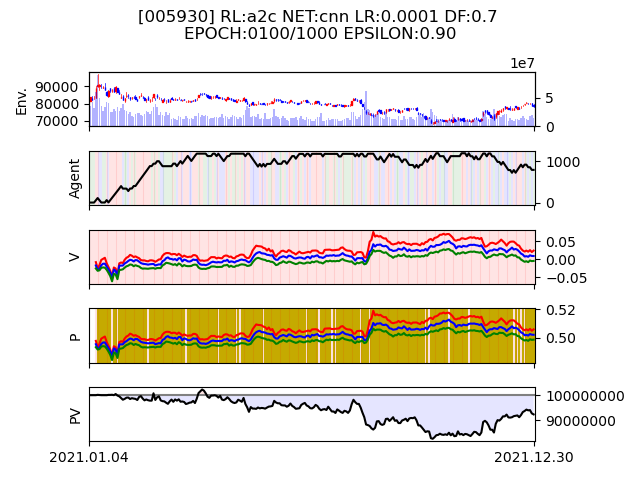 [005930] RL:a2c NET:cnn LR:0.0001 DF:0.7
EPOCH:0100/1000 EPSILON:0.90
1e7
Env.
90000
80000
70000
5
0
Agent
1000
0
V
0.05
0.00
−0.05
P
0.52
0.50
PV
100000000
90000000
2021.01.04
2021.12.30